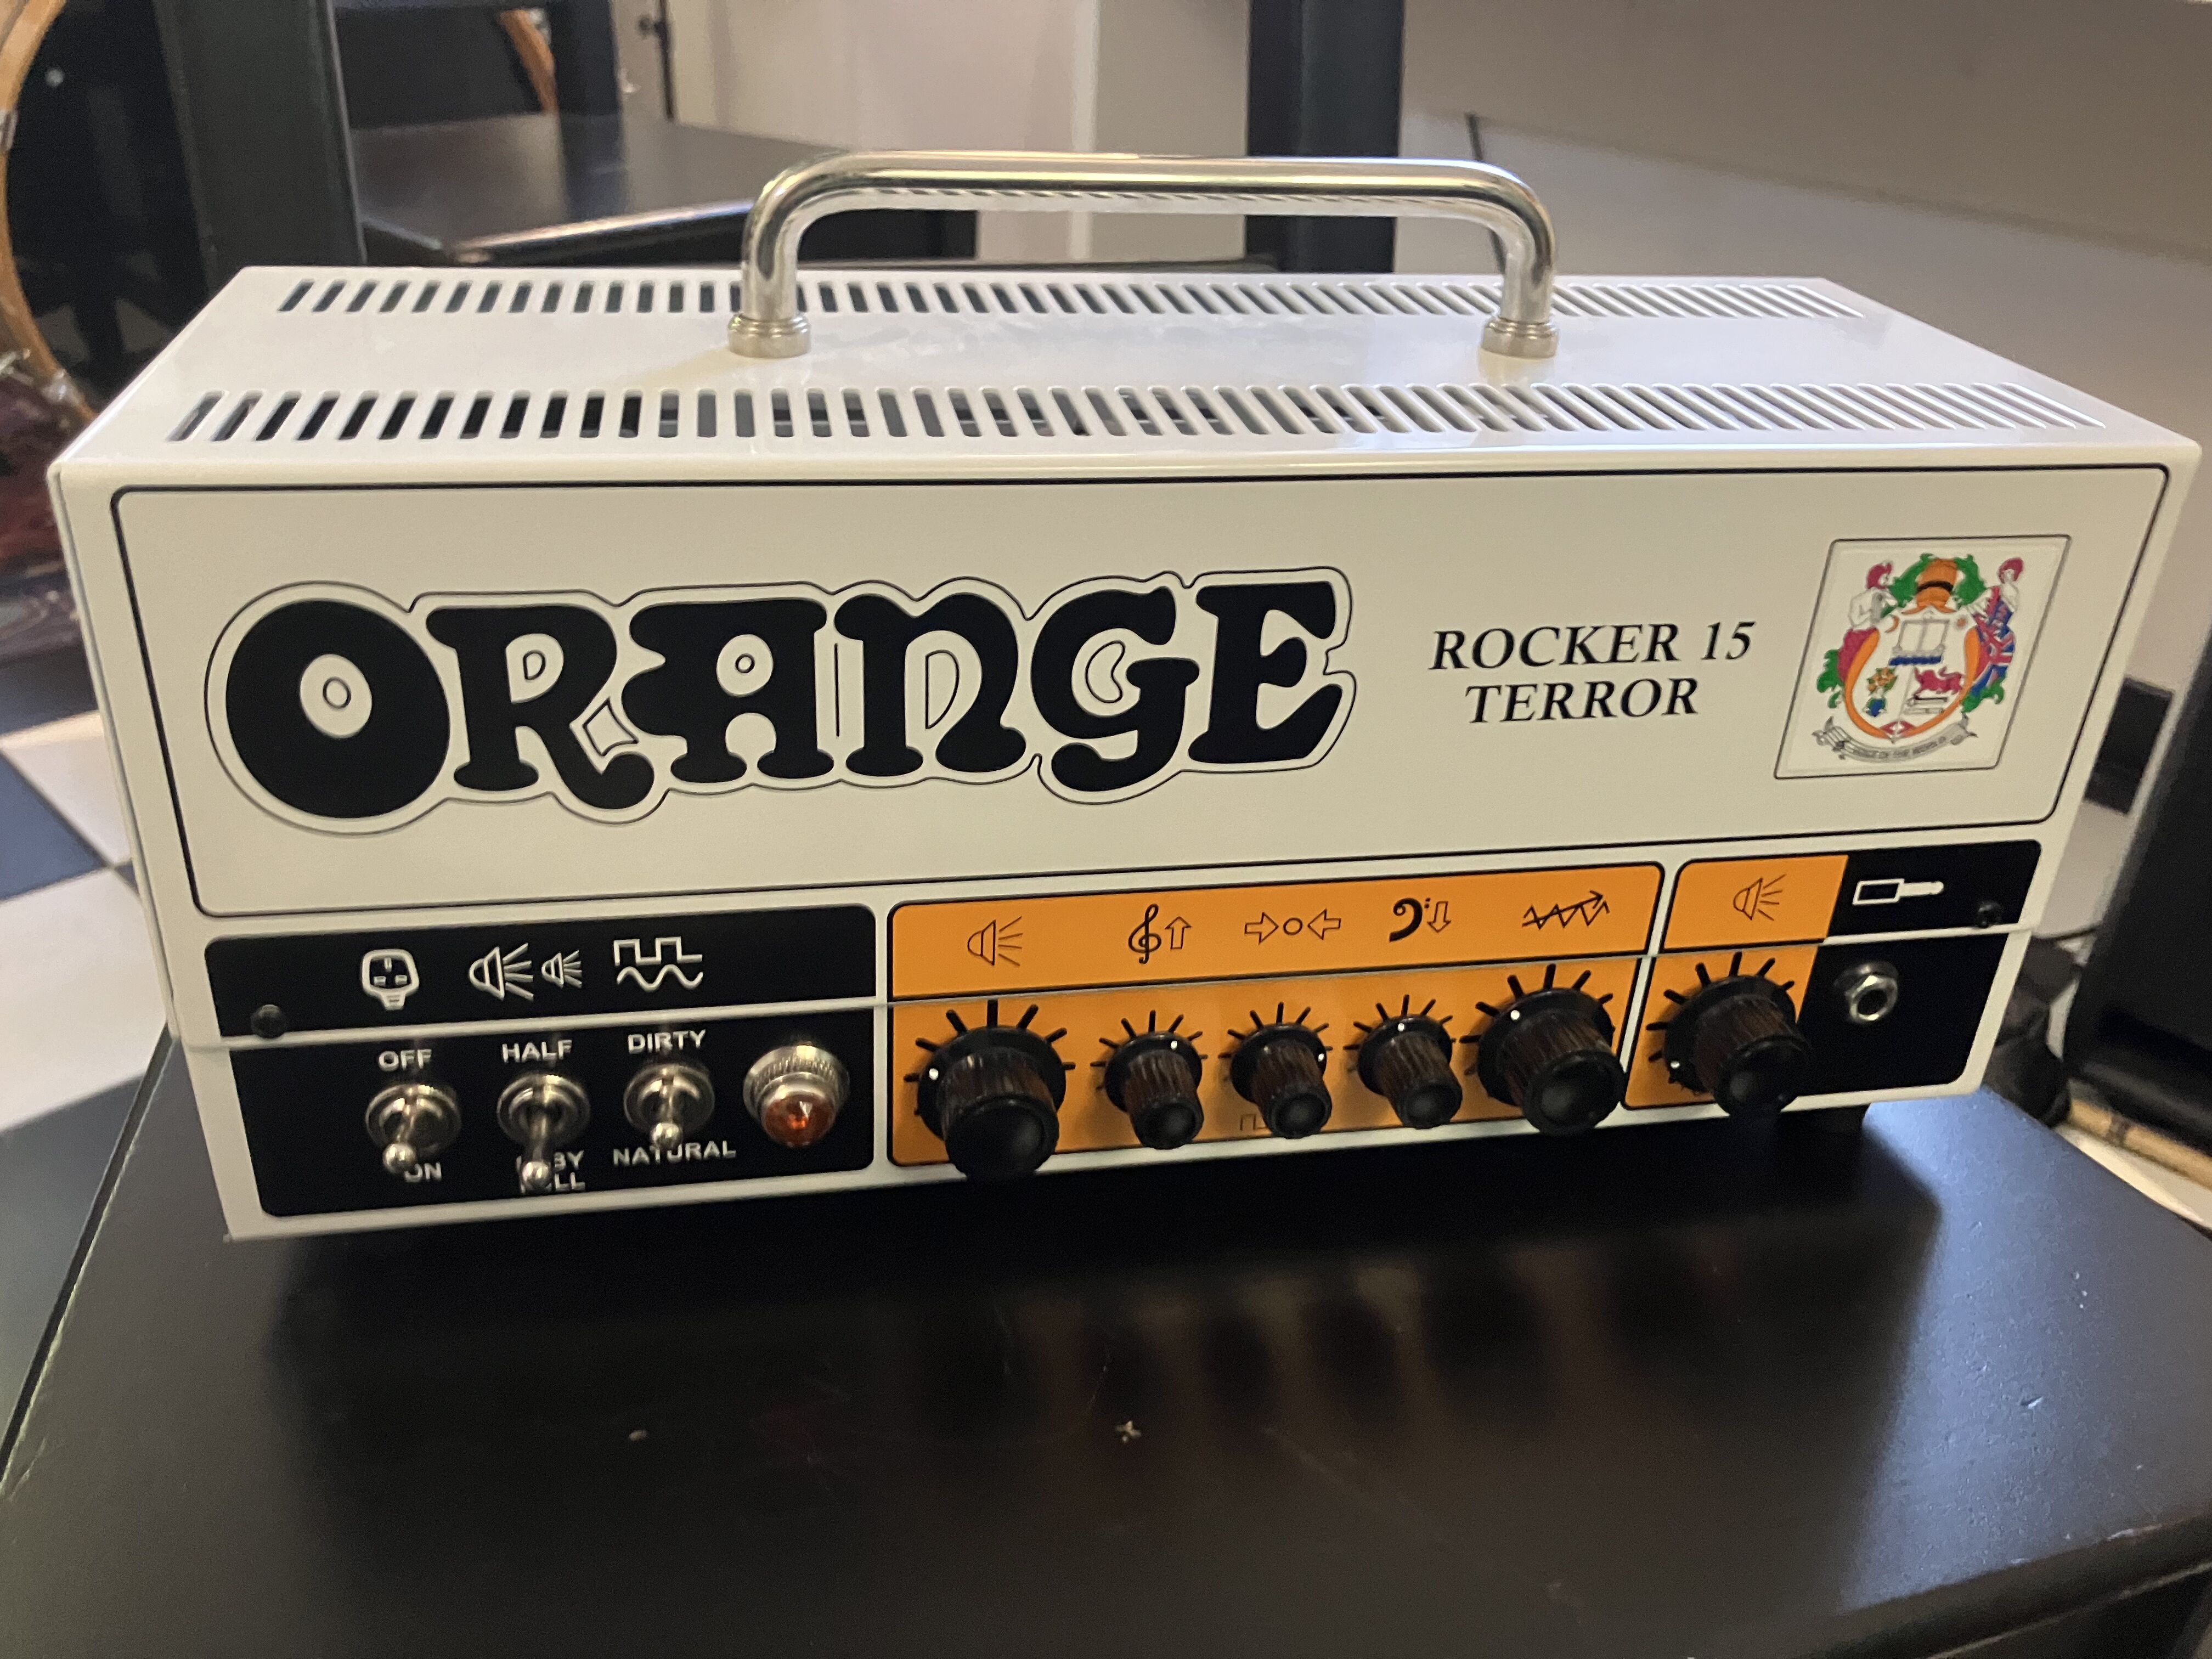 ORANGE
ROCKER 15
TERROR
OFF
HALF
DIRTY
ON
NATURAL